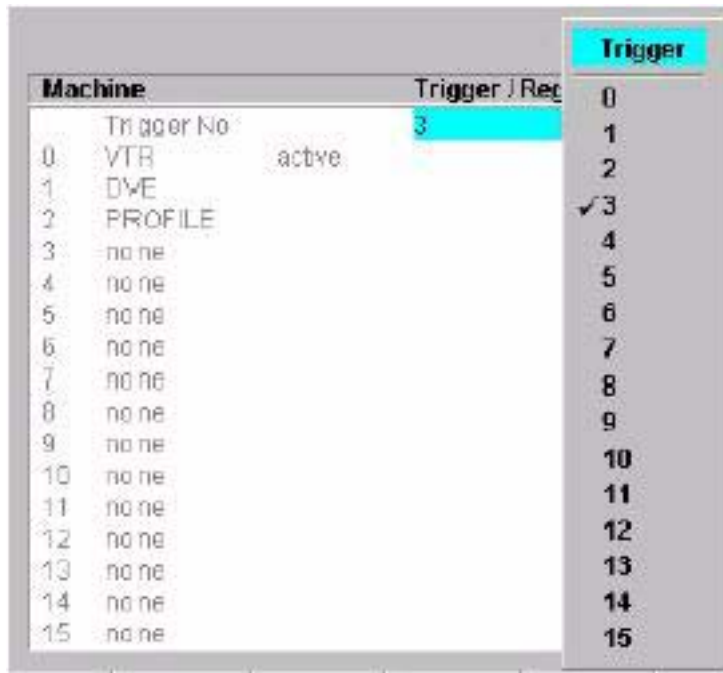 Machine Trigger / Reg
Trigger No 3
0 VTR active
1 DVE
2 PROFILE
3 none
4 none
5 none
6 none
7 none
8 none
9 none
10 none
11 none
12 none
13 none
14 none
15 none
Trigger
0
1
2
3
4
5
6
7
8
9
10
11
12
13
14
15